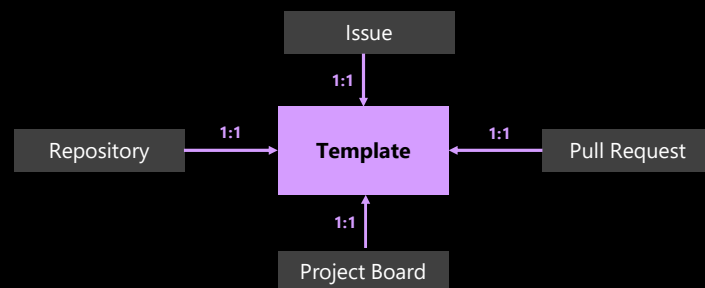 Issue
1:1
Repository
1:1
Template
1:1
Pull Request
1:1
Project Board